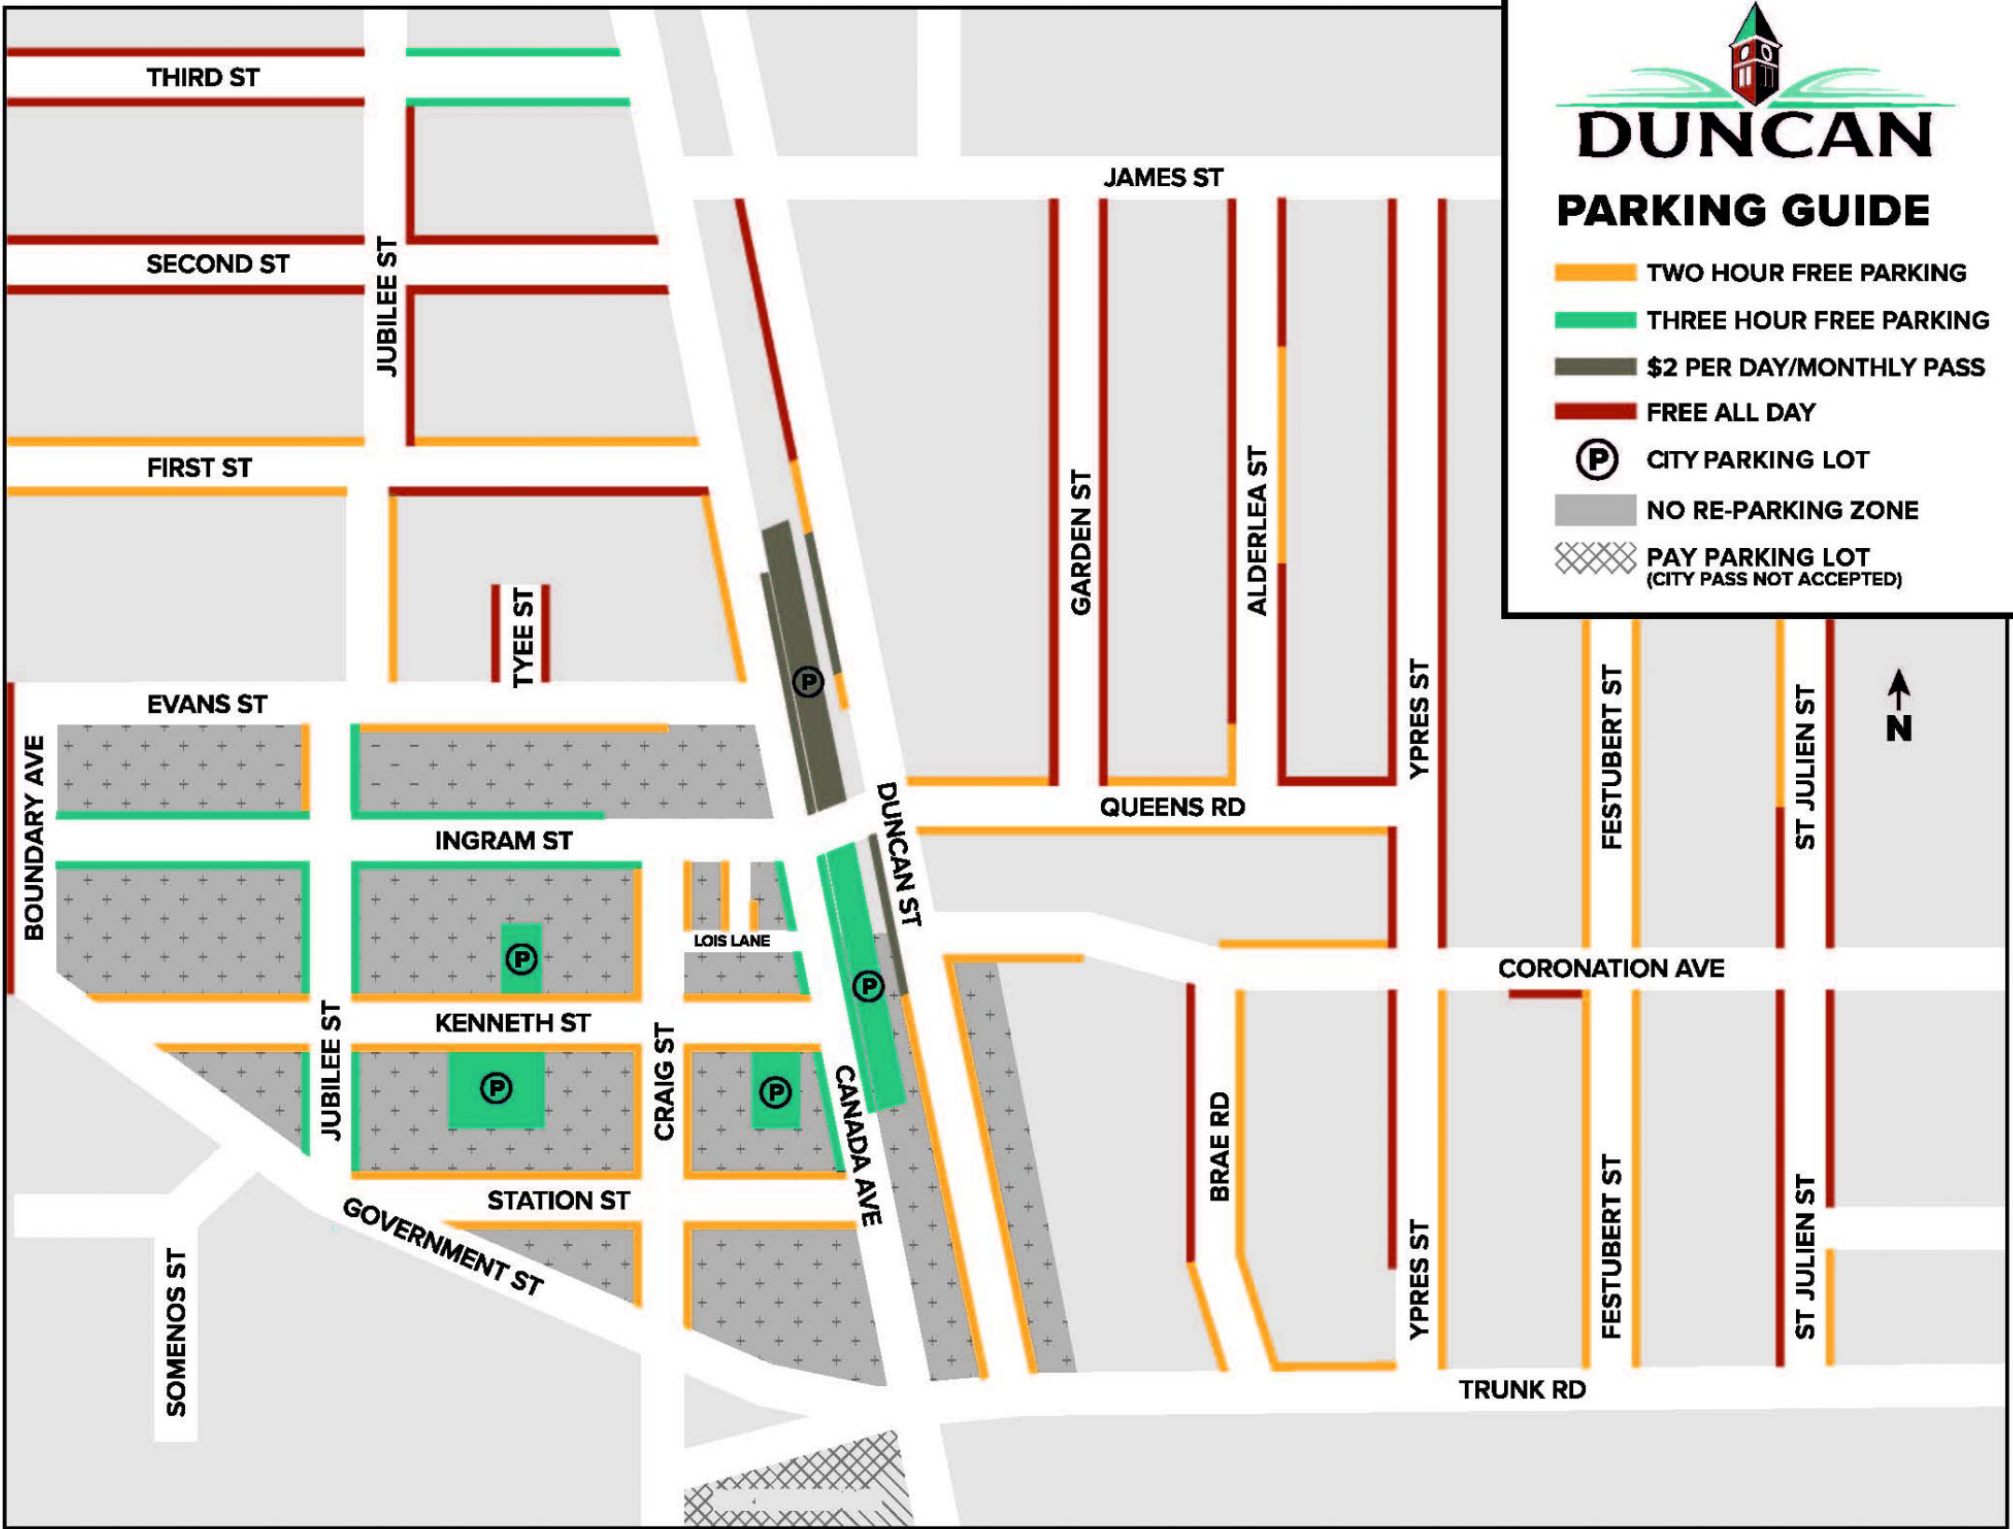 DUNCAN
PARKING GUIDE
TWO HOUR FREE PARKING
THREE HOUR FREE PARKING
$2 PER DAY/MONTHLY PASS
FREE ALL DAY
P
CITY PARKING LOT
NO RE-PARKING ZONE
PAY PARKING LOT
(CITY PASS NOT ACCEPTED)
THIRD ST
JAMES ST
SECOND ST
JUBILEE ST
FIRST ST
GARDEN ST
ALDERLEA ST
TYEE ST
P
EVANS ST
YPRES ST
FESTUBERT ST
ST JULIEN ST
N
BOUNDARY AVE
DUNCAN ST
QUEENS RD
INGRAM ST
LOIS LANE
P
P
CORONATION AVE
KENNETH ST
JUBILEE ST
CRAIG ST
P
P
CANADA AVE
BRAE RD
STATION ST
GOVERNMENT ST
SOMENOS ST
YPRES ST
FESTUBERT ST
ST JULIEN ST
TRUNK RD